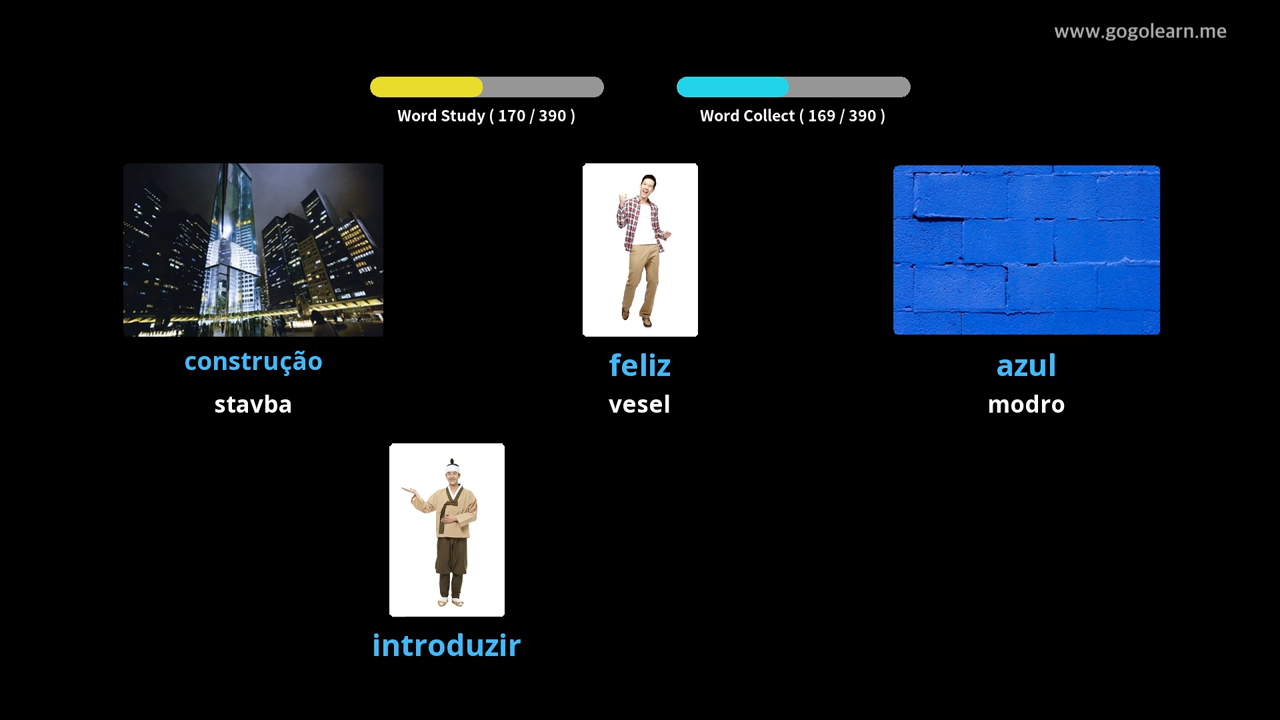 www.gogolearn.me
Word Study ( 170 / 390 )
Word Collect ( 169 / 390 )
construção
feliz
azul
stavba
vesel
modro
introduzir